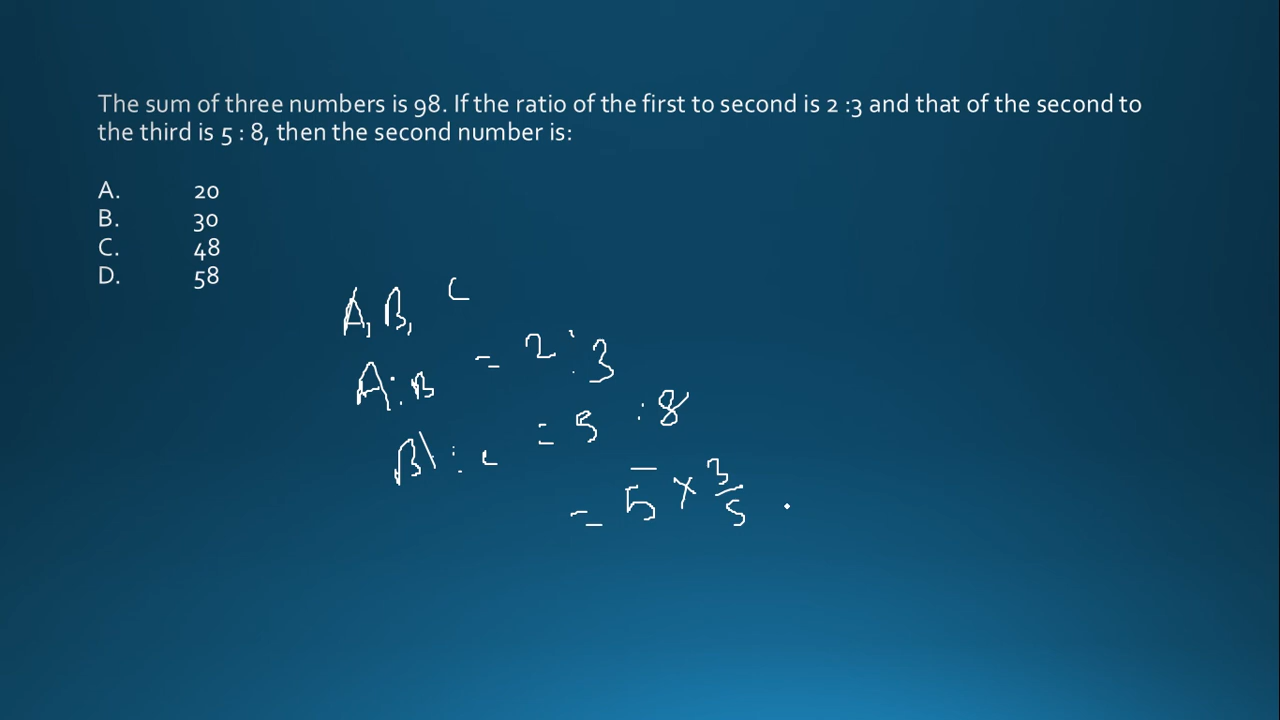 The sum of three numbers is 98. If the ratio of the first to second is 2 :3 and that of the second to
the third is 5 : 8, then the second number is:
A. 20
B. 30
C. 48
D. 58
A, B, C
A:B = 2 : 3
B : C = 5 : 8
= 5 × 3/5 .